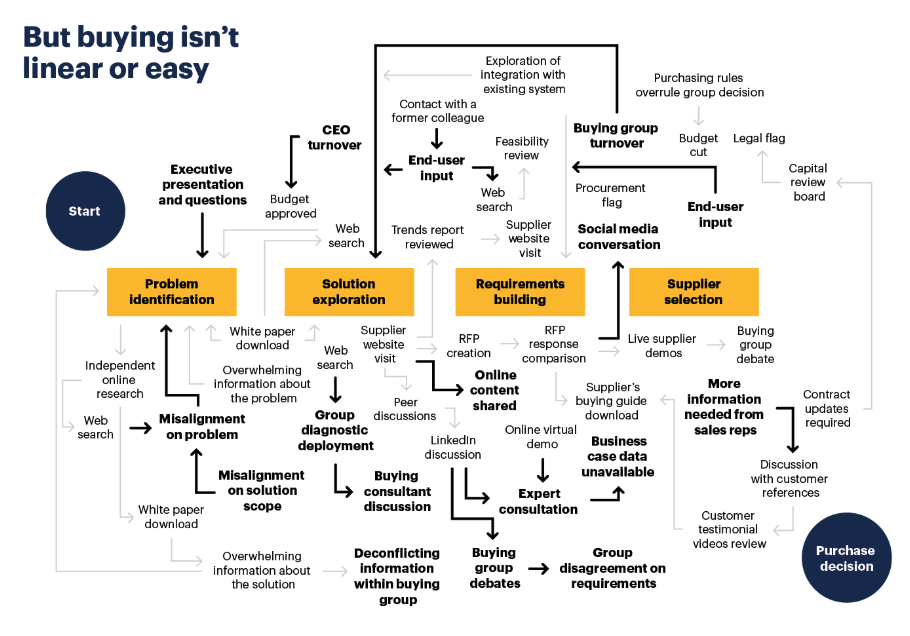 But buying isn't
linear or easy
Exploration of
integration with
existing system
Purchasing rules
overrule group decision
Contact with a
former colleague
CEO
turnover
Buying group
turnover
Feasibility
review
Budget
cut
Legal flag
Executive
presentation
and questions
End-user
input
Capital
review
board
Start
Budget
approved
Web
search
Procurement
flag
End-user
input
Web
search
Trends report
reviewed
Supplier
website
visit
Social media
conversation
Problem
identification
Solution
exploration
Requirements
building
Supplier
selection
White paper
download
Supplier
website
visit
RFP
creation
RFP
response
comparison
Live supplier
demos
Buying
group
debate
Independent
online
research
Overwhelming
information about
the problem
Web
search
Online
content
shared
Supplier's
buying guide
download
More
information
needed from
sales reps
Contract
updates
required
Web
search
Misalignment
on problem
Group
diagnostic
deployment
Peer
discussions
LinkedIn
discussion
Online virtual
demo
Business
case data
unavailable
Discussion
with customer
references
Misalignment
on solution
scope
Buying
consultant
discussion
Expert
consultation
White paper
download
Customer
testimonial
videos review
Overwhelming
information about
the solution
Deconflicting
information
within buying
group
Buying
group
debates
Group
disagreement on
requirements
Purchase
decision